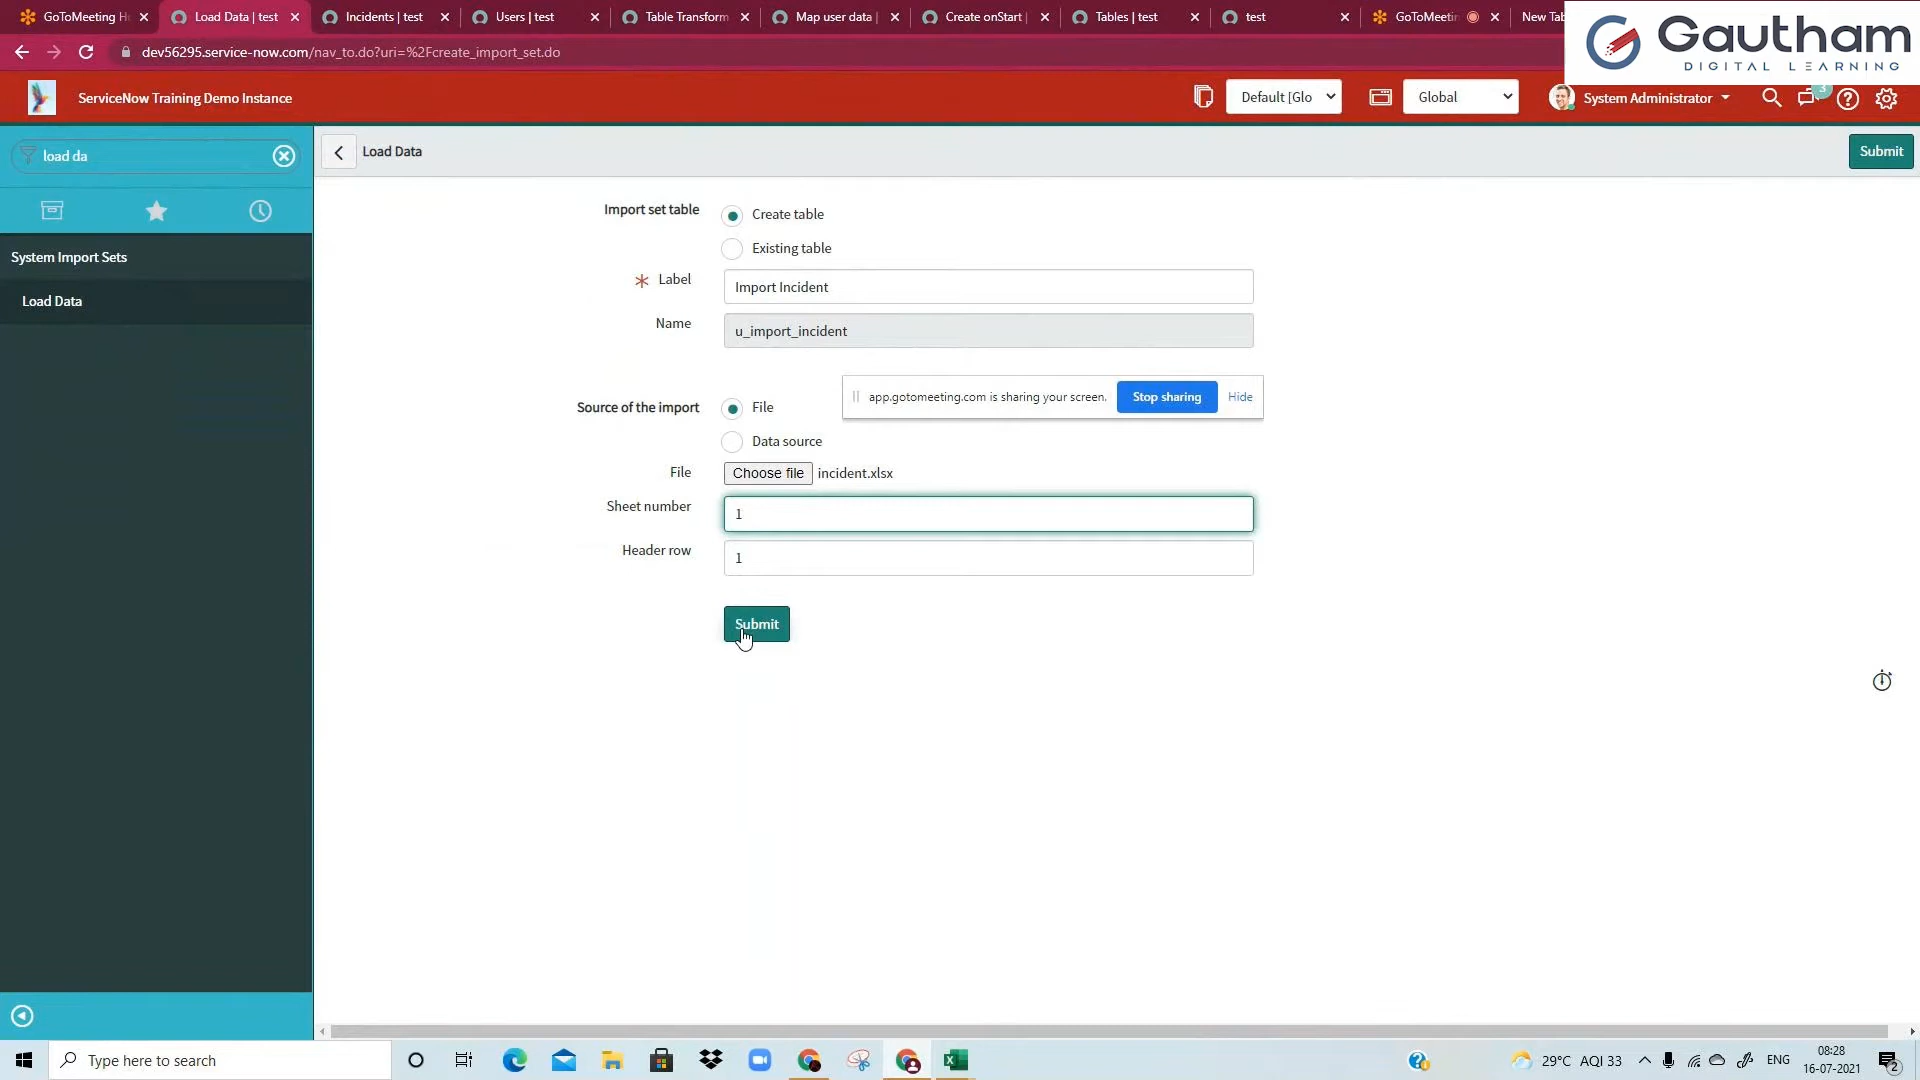 GoToMeeting H
Load Data | test
Incidents | test
Users | test
Table Transform
Map user data |
Create onStart |
Tables | test
test
GoToMeetin
New Tab
Gautham
DIGITAL LEARNING
dev56295.service-now.com/nav_to.do?uri=%2Fcreate_import_set.do
ServiceNow Training Demo Instance
Default [Glo
Global
System Administrator
3
load da
Load Data
Submit
System Import Sets
Load Data
Import set table
Create table
Existing table
Label
Import Incident
Name
u_import_incident
app.gotomeeting.com is sharing your screen.
Stop sharing
Hide
Source of the import
File
Data source
File
Choose file
incident.xlsx
Sheet number
1
Header row
1
Submit
Type here to search
29°C AQI 33
ENG
08:28
16-07-2021
2